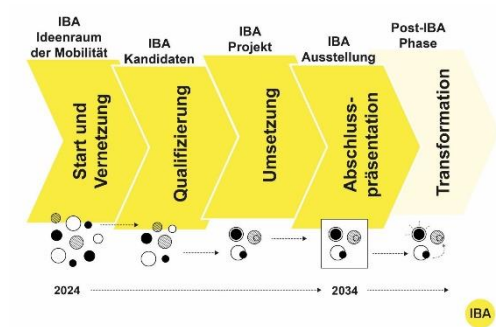 IBA
Ideenraum
der Mobilität
IBA
Kandidaten
IBA
Projekt
IBA
Ausstellung
Post-IBA
Phase
Start und
Vernetzung
Qualifizierung
Umsetzung
Abschluss-
präsentation
Transformation
2024
2034
IBA